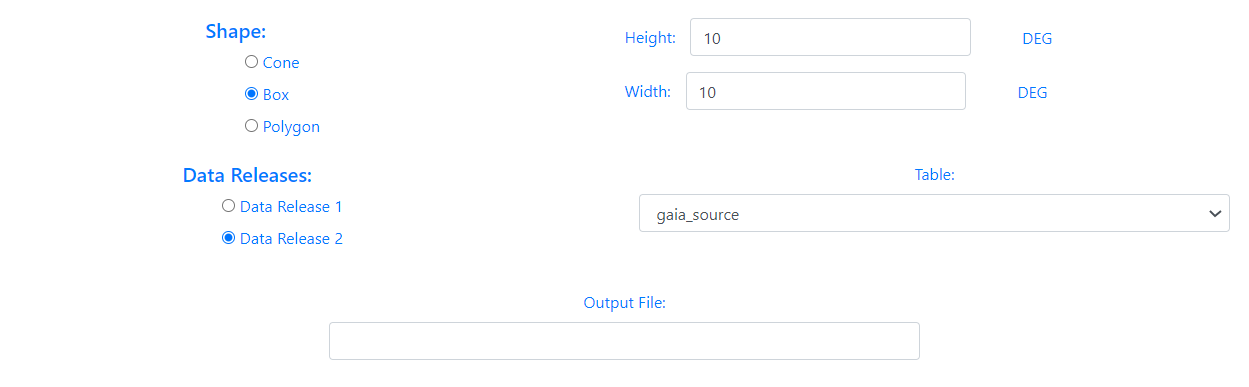 Shape:
Cone
Box
Polygon
Height: 10 DEG
Width: 10 DEG
Data Releases:
Data Release 1
Data Release 2
Table:
gaia_source
Output File: